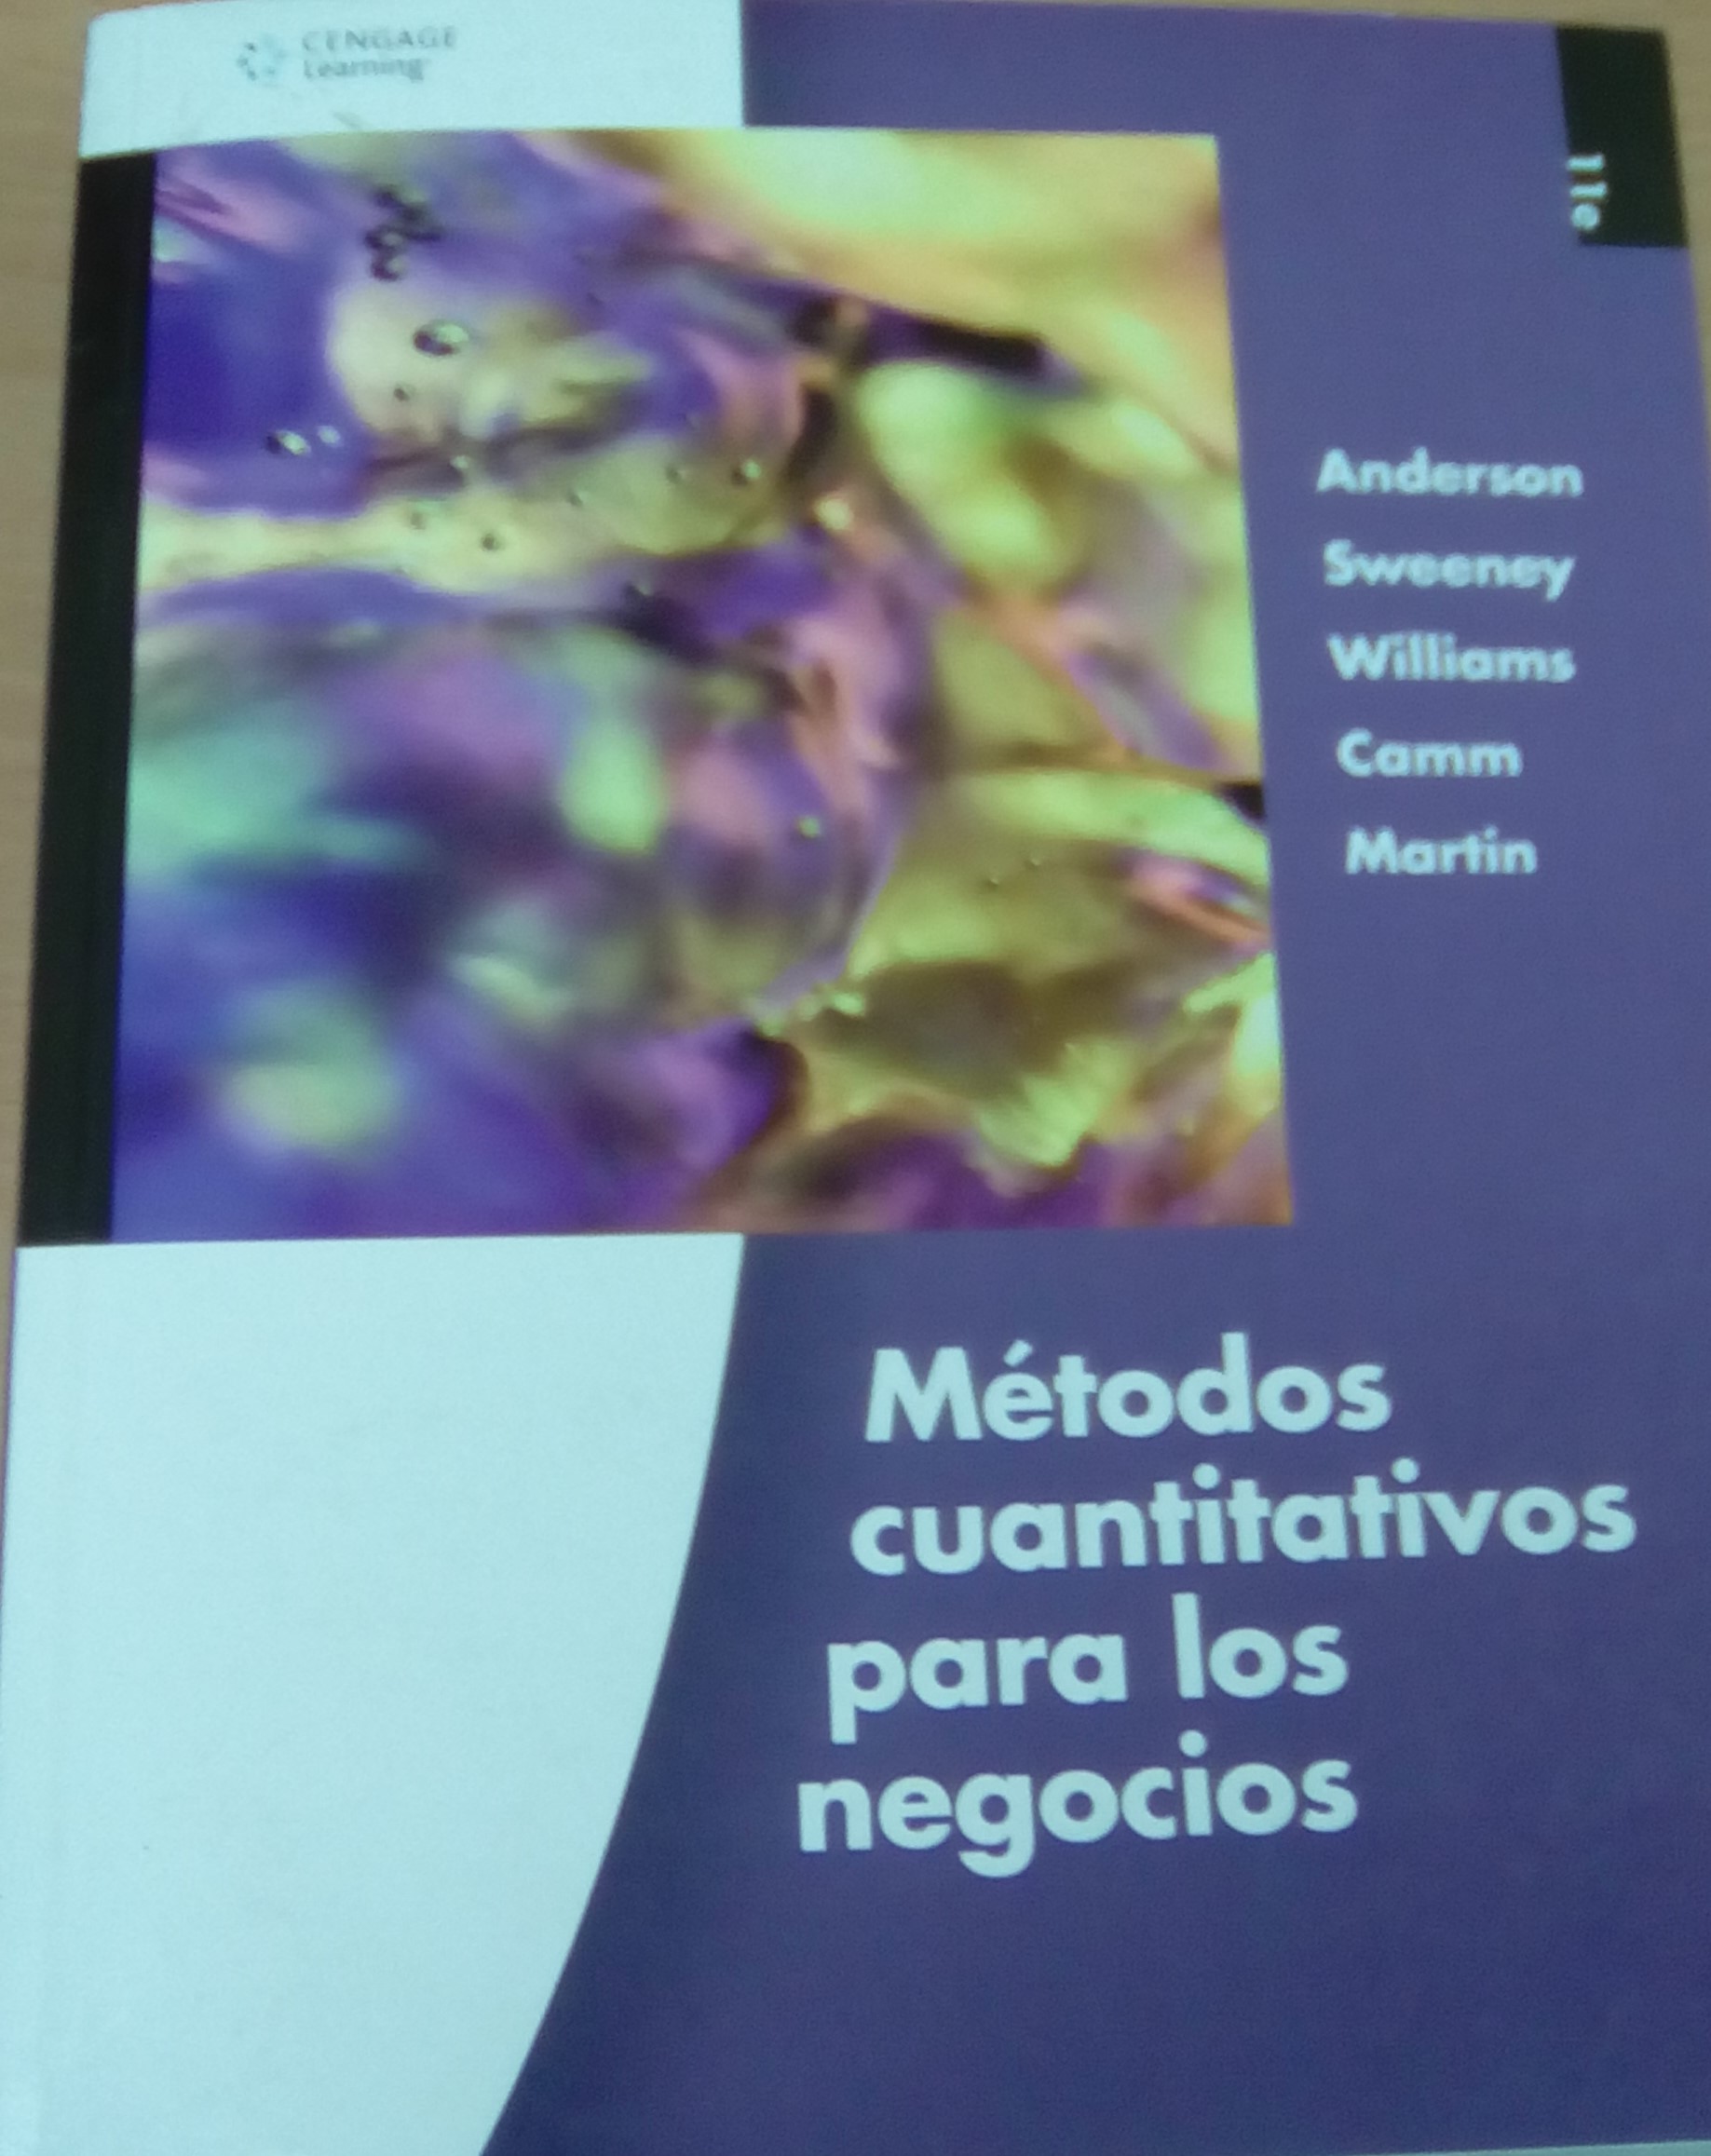 CENGAGE
Learning
11e
Anderson
Sweeney
Williams
Camm
Martin
Métodos
cuantitativos
para los
negocios